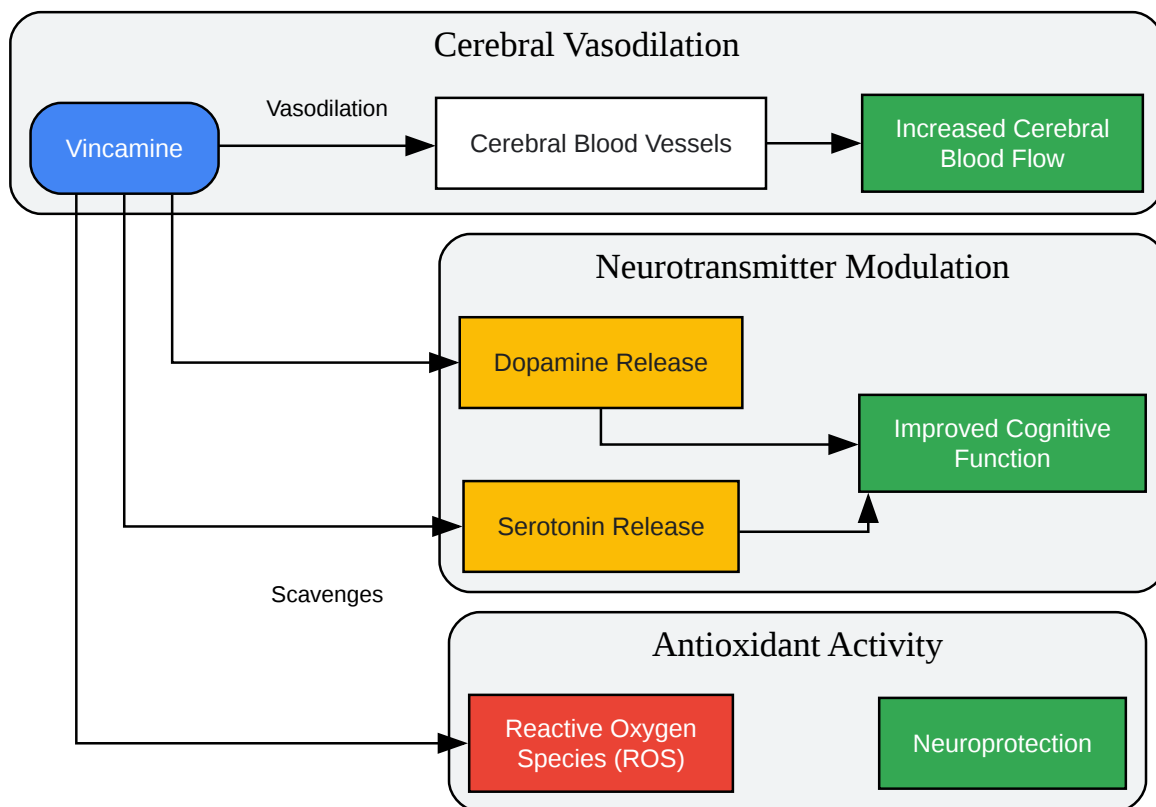 Cerebral Vasodilation
Vasodilation
Vincamine
Cerebral Blood Vessels
Increased Cerebral
Blood Flow
Neurotransmitter Modulation
Dopamine Release
Improved Cognitive
Function
Serotonin Release
Scavenges
Antioxidant Activity
Reactive Oxygen
Species (ROS)
Neuroprotection